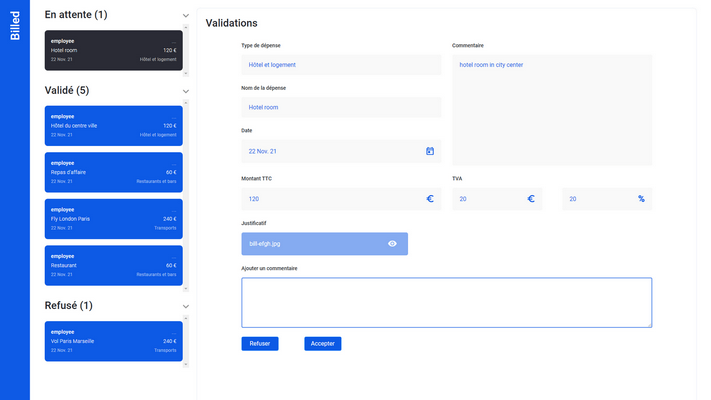 Billed
En attente (1)
employee
...
Hotel room
120 €
22 Nov. 21
Hôtel et logement
Validé (5)
employee
...
Hôtel du centre ville
120 €
22 Nov. 21
Hôtel et logement
employee
...
Repas d'affaire
60 €
22 Nov. 21
Restaurants et bars
employee
...
Fly London Paris
240 €
22 Nov. 21
Transports
employee
...
Restaurant
60 €
22 Nov. 21
Restaurants et bars
Refusé (1)
employee
...
Vol Paris Marseille
240 €
22 Nov. 21
Transports
Validations
Type de dépense
Hôtel et logement
Nom de la dépense
Hotel room
Date
22 Nov. 21
Commentaire
hotel room in city center
Montant TTC
120 €
TVA
20 €
20 %
Justificatif
bill-efgh.jpg
Ajouter un commentaire
Refuser
Accepter